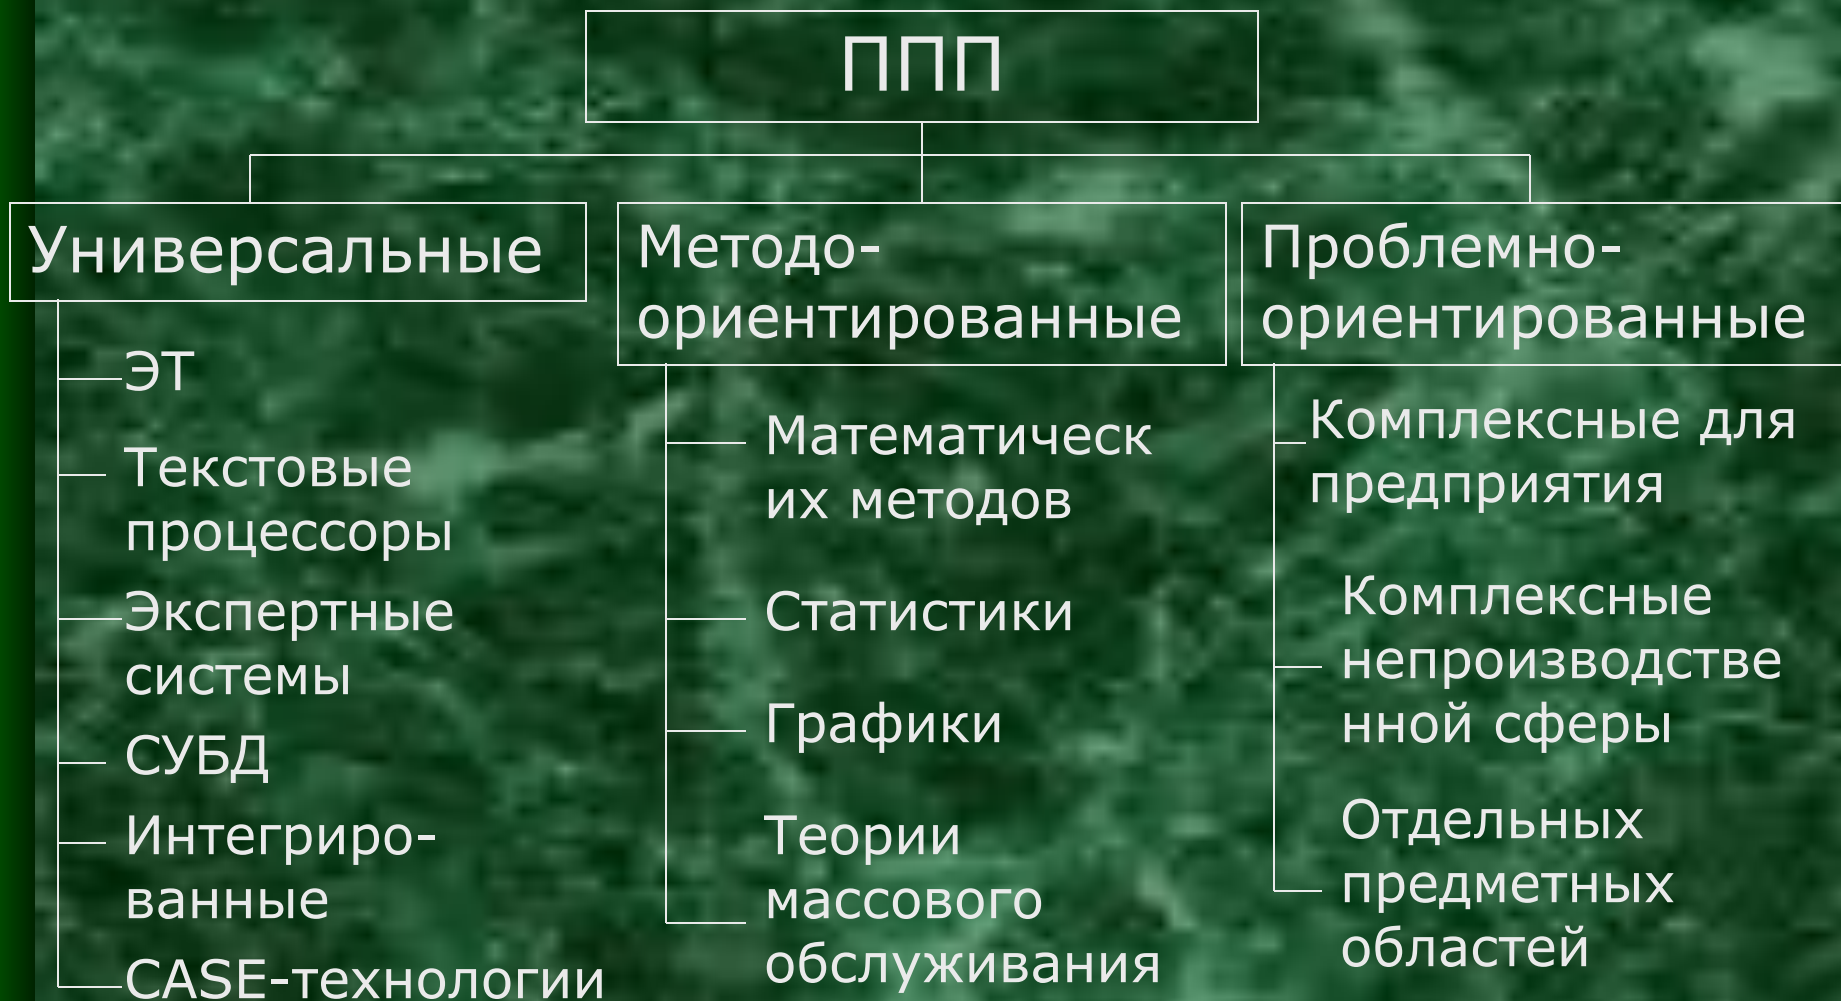 ППП
Универсальные
ЭТ
Текстовые
процессоры
Экспертные
системы
СУБД
Интегриро-
ванные
CASE-технологии
Методо-
ориентированные
Математическ
их методов
Статистики
Графики
Теории
массового
обслуживания
Проблемно-
ориентированные
Комплексные для
предприятия
Комплексные
непроизводстве
нной сферы
Отдельных
предметных
областей